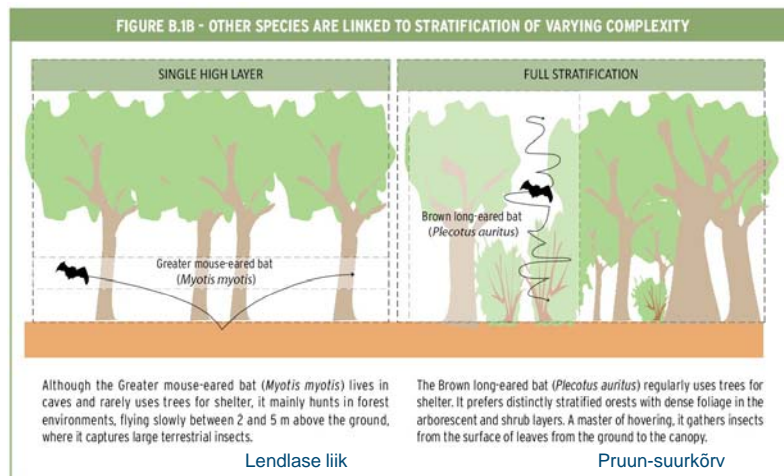 FIGURE B.1B - OTHER SPECIES ARE LINKED TO STRATIFICATION OF VARYING COMPLEXITY
SINGLE HIGH LAYER
Greater mouse-eared bat
(Myotis myotis)
FULL STRATIFICATION
Brown long-eared bat
(Plecotus auritus)
Although the Greater mouse-eared bat (Myotis myotis) lives in
caves and rarely uses trees for shelter, it mainly hunts in forest
environments, flying slowly between 2 and 5 m above the ground,
where it captures large terrestrial insects.
Lendlase liik
The Brown long-eared bat (Plecotus auritus) regularly uses trees for
shelter. It prefers distinctly stratified orests with dense foliage in the
arborescent and shrub layers. A master of hovering, it gathers insects
from the surface of leaves from the ground to the canopy.
Pruun-suurkõrv